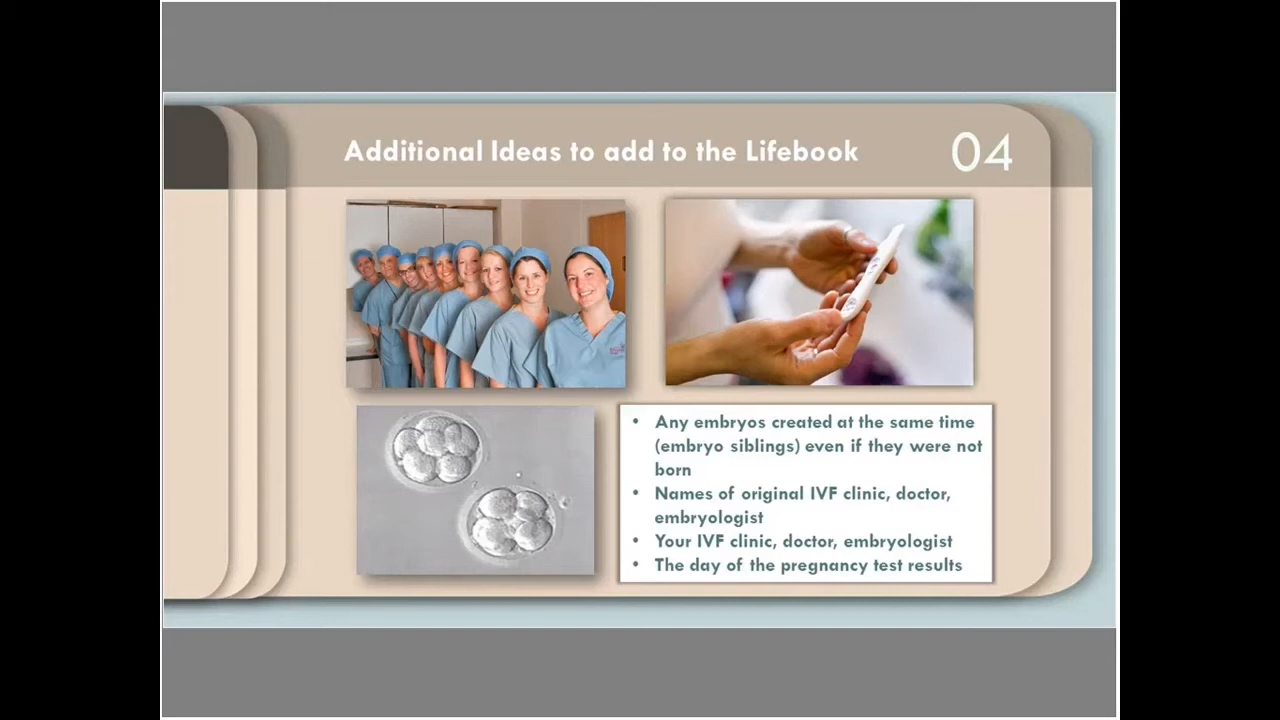 Additional Ideas to add to the Lifebook
04
• Any embryos created at the same time
(embryo siblings) even if they were not
born
• Names of original IVF clinic, doctor,
embryologist
• Your IVF clinic, doctor, embryologist
• The day of the pregnancy test results